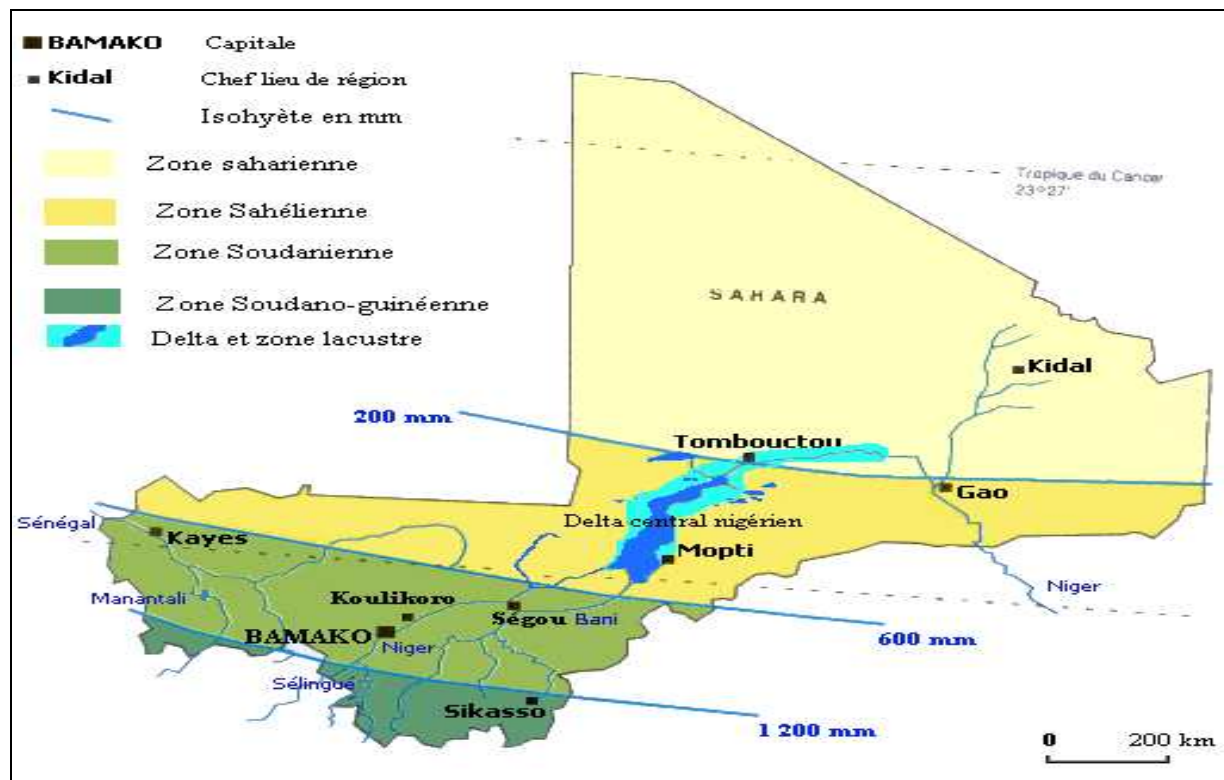 BAMAKO Capitale
Kidal Chef lieu de région
Isohyète en mm
Zone saharienne
Zone Sahélienne
Zone Soudanienne
Zone Soudano-guinéenne
Delta et zone lacustre
Tropique du Cancer
23°27'
SAHARA
Kidal
200 mm
Tombouctou
Gao
Sénégal
Kayes
Delta central nigérien
Mopti
Manantali
Koulikoro
Ségou Bani
Niger
BAMAKO
Niger
600 mm
Sélingué
Sikasso
1 200 mm
0 200 km